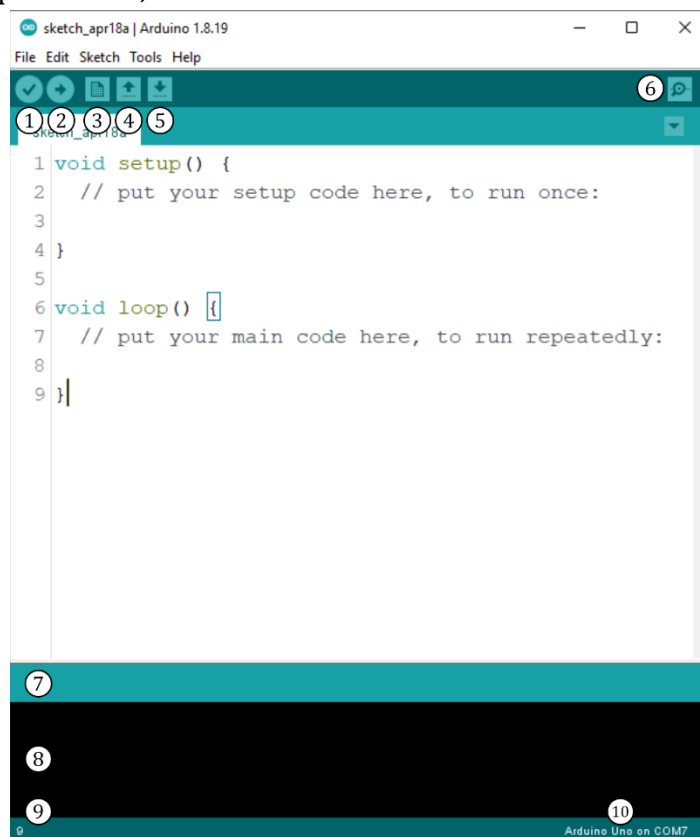 sketch_apr18a | Arduino 1.8.19
File Edit Sketch Tools Help
6
1 2 3 4 5
sketch_apr18a
1 void setup() {
2 // put your setup code here, to run once:
3
4 }
5
6 void loop() {
7 // put your main code here, to run repeatedly:
8
9 }
7
8
9
10
9
Arduino Uno on COM7